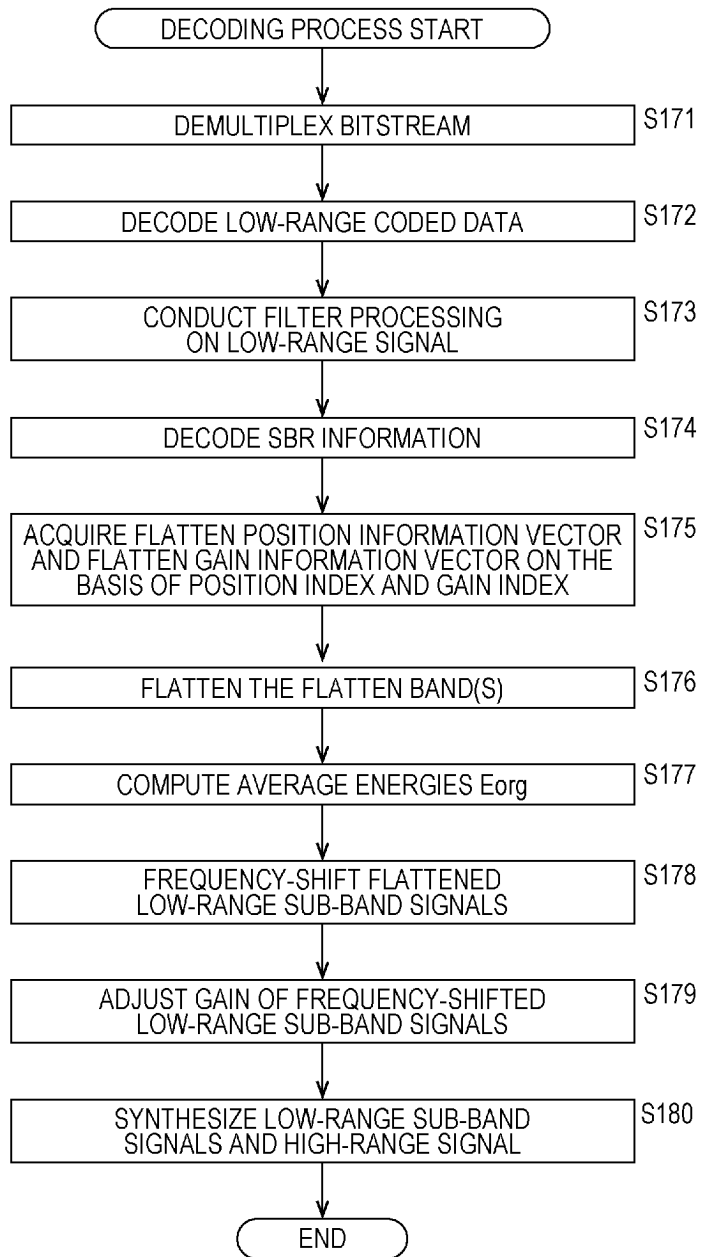 DECODING PROCESS START
DEMULTIPLEX BITSTREAM
S171
DECODE LOW-RANGE CODED DATA
S172
CONDUCT FILTER PROCESSING
ON LOW-RANGE SIGNAL
S173
DECODE SBR INFORMATION
S174
ACQUIRE FLATTEN POSITION INFORMATION VECTOR
AND FLATTEN GAIN INFORMATION VECTOR ON THE
BASIS OF POSITION INDEX AND GAIN INDEX
S175
FLATTEN THE FLATTEN BAND(S)
S176
COMPUTE AVERAGE ENERGIES Eorg
S177
FREQUENCY-SHIFT FLATTENED
LOW-RANGE SUB-BAND SIGNALS
S178
ADJUST GAIN OF FREQUENCY-SHIFTED
LOW-RANGE SUB-BAND SIGNALS
S179
SYNTHESIZE LOW-RANGE SUB-BAND
SIGNALS AND HIGH-RANGE SIGNAL
S180
END